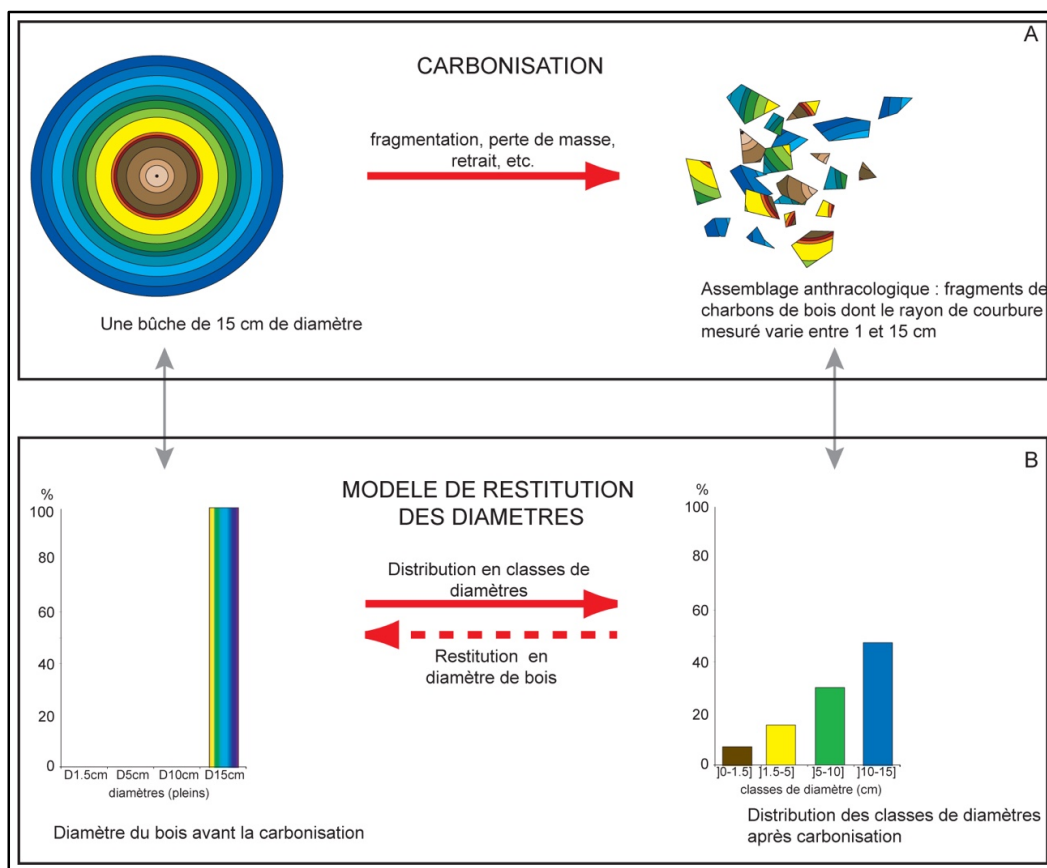 A
CARBONISATION
fragmentation, perte de masse,
retrait, etc.
Une bûche de 15 cm de diamètre
Assemblage anthracologique : fragments de
charbons de bois dont le rayon de courbure
mesuré varie entre 1 et 15 cm
B
MODELE DE RESTITUTION
DES DIAMETRES
Distribution en classes de
diamètres
Restitution en
diamètre de bois
%
100
80
60
40
20
0
D1.5cm D5cm D10cm D15cm
diamètres (pleins)
Diamètre du bois avant la carbonisation
%
100
80
60
40
20
0
]0-1.5] ]1.5-5] ]5-10] ]10-15]
classes de diamètre (cm)
Distribution des classes de diamètres
après carbonisation